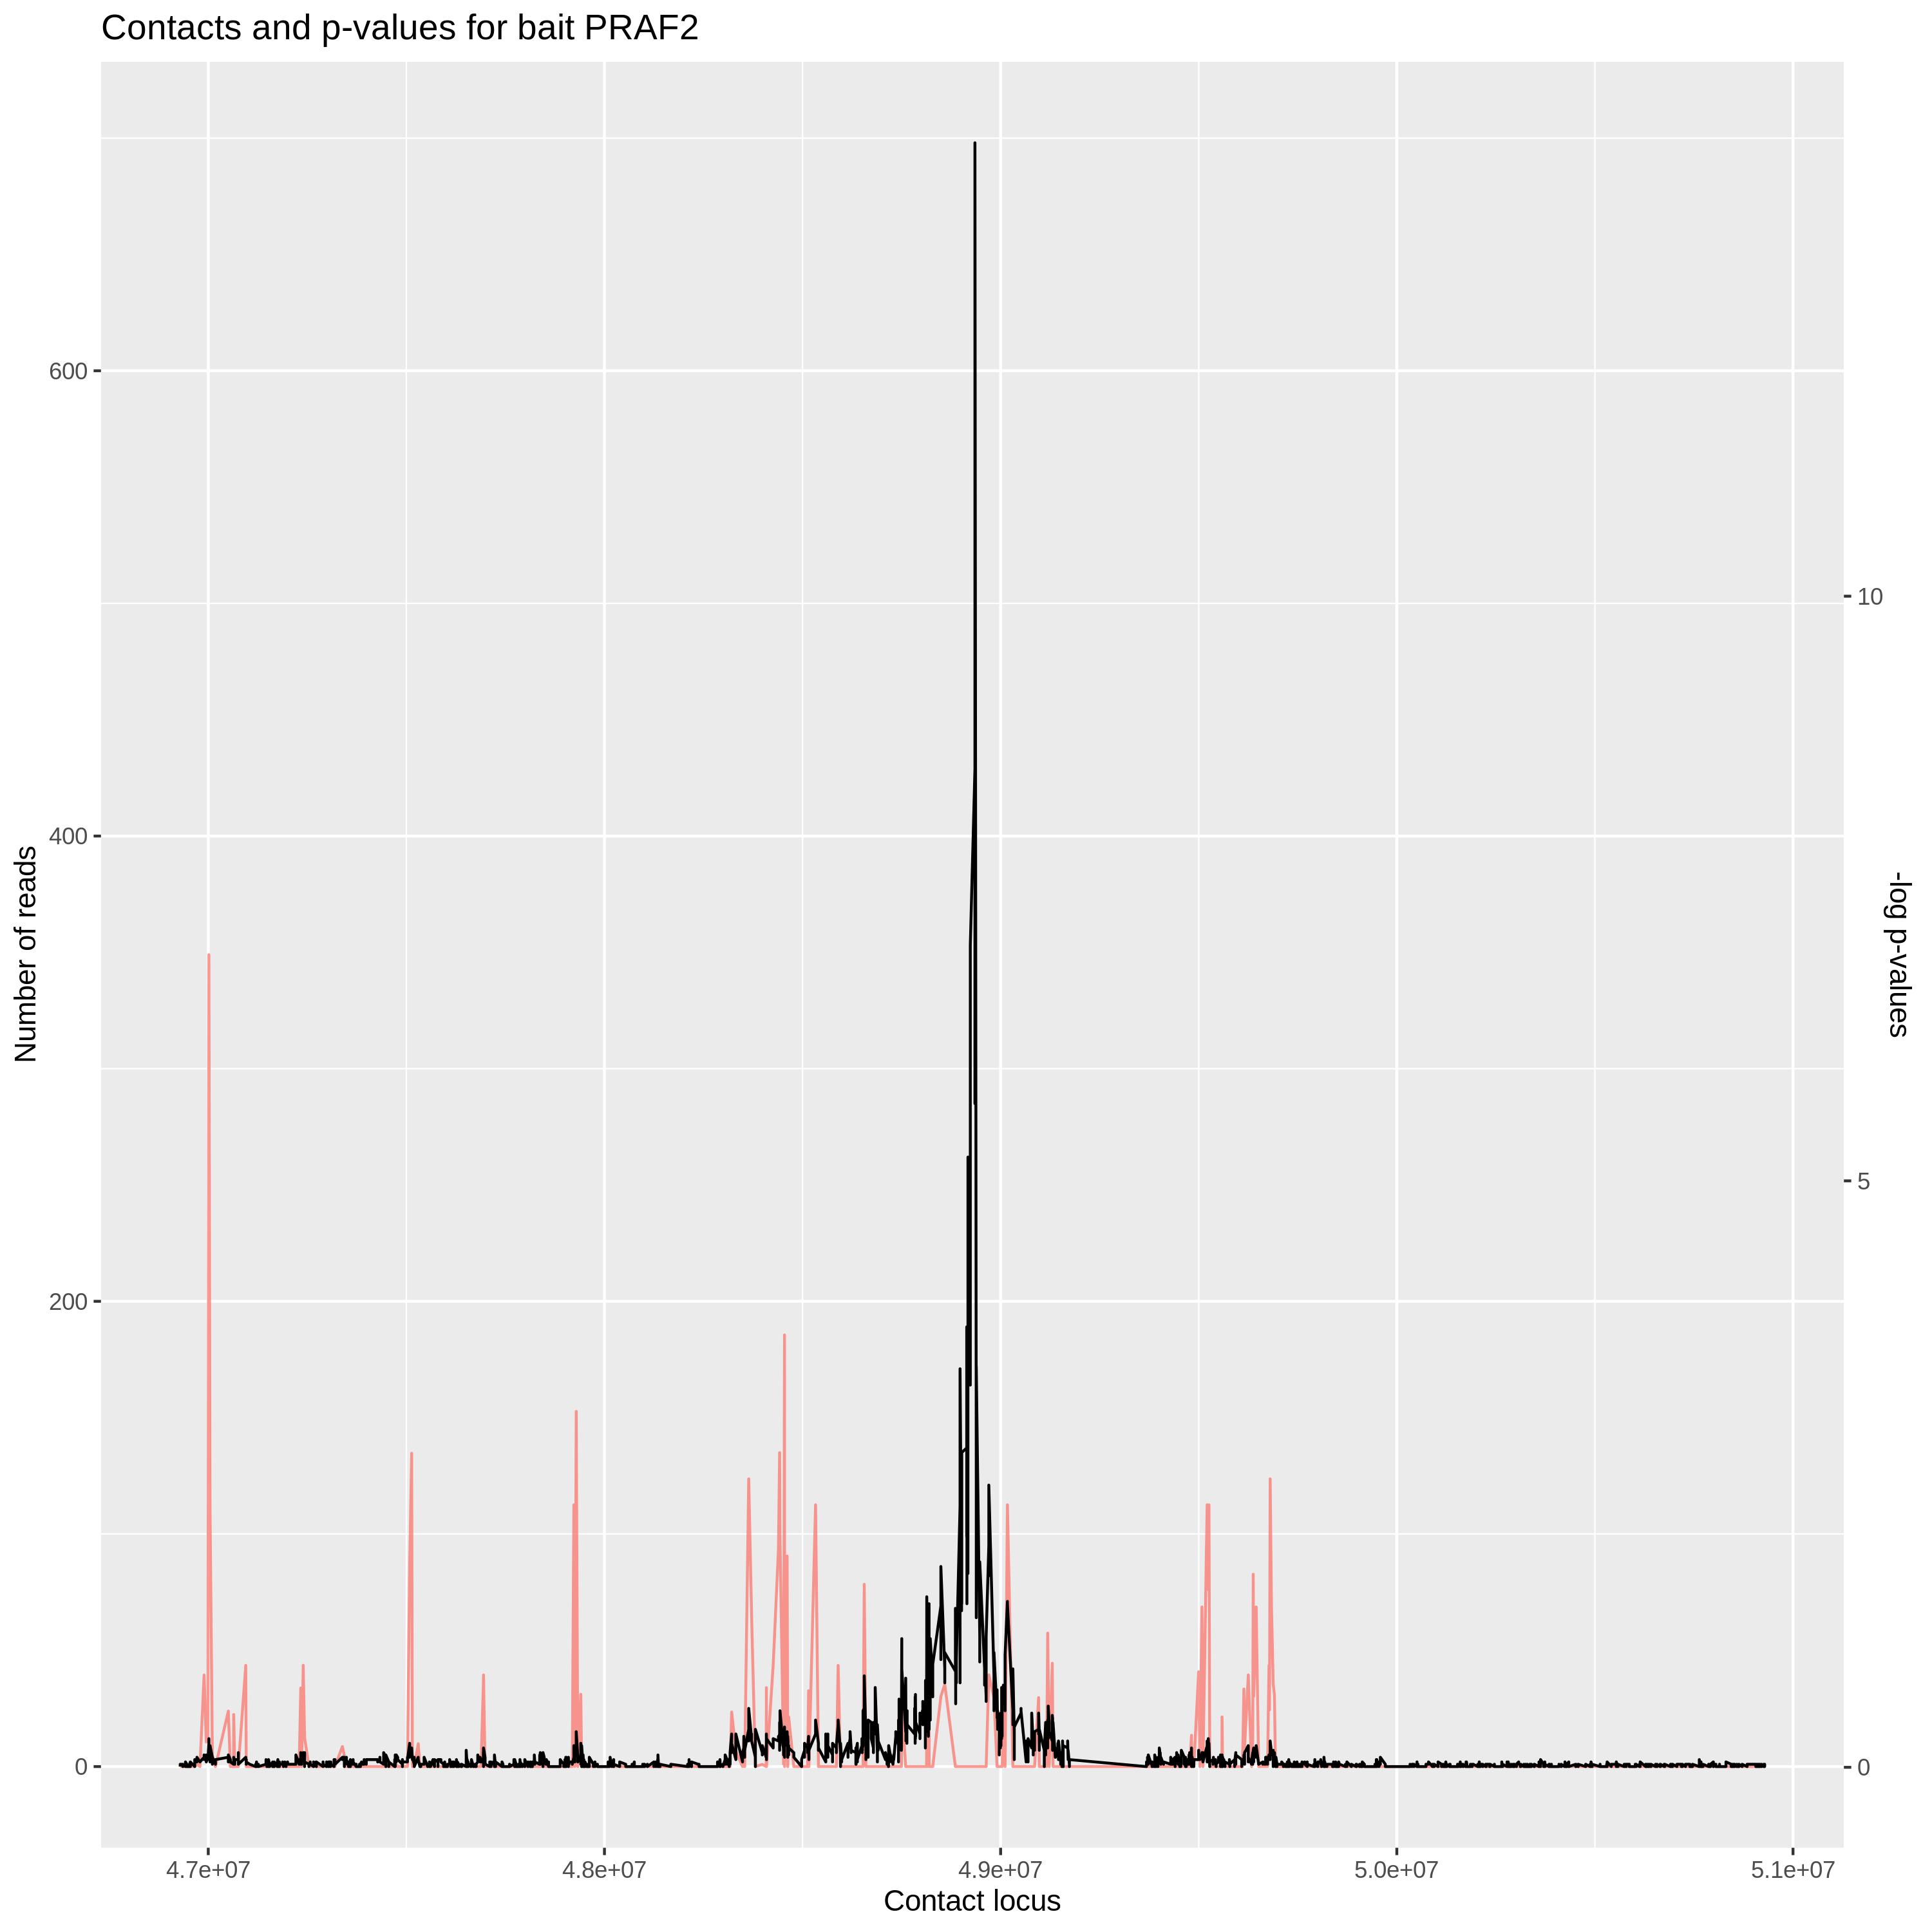 Contacts and p-values for bait PRAF2
600
400
200
0
Number of reads
10
5
0
-log p-values
4.7e+07
4.8e+07
4.9e+07
5.0e+07
5.1e+07
Contact locus